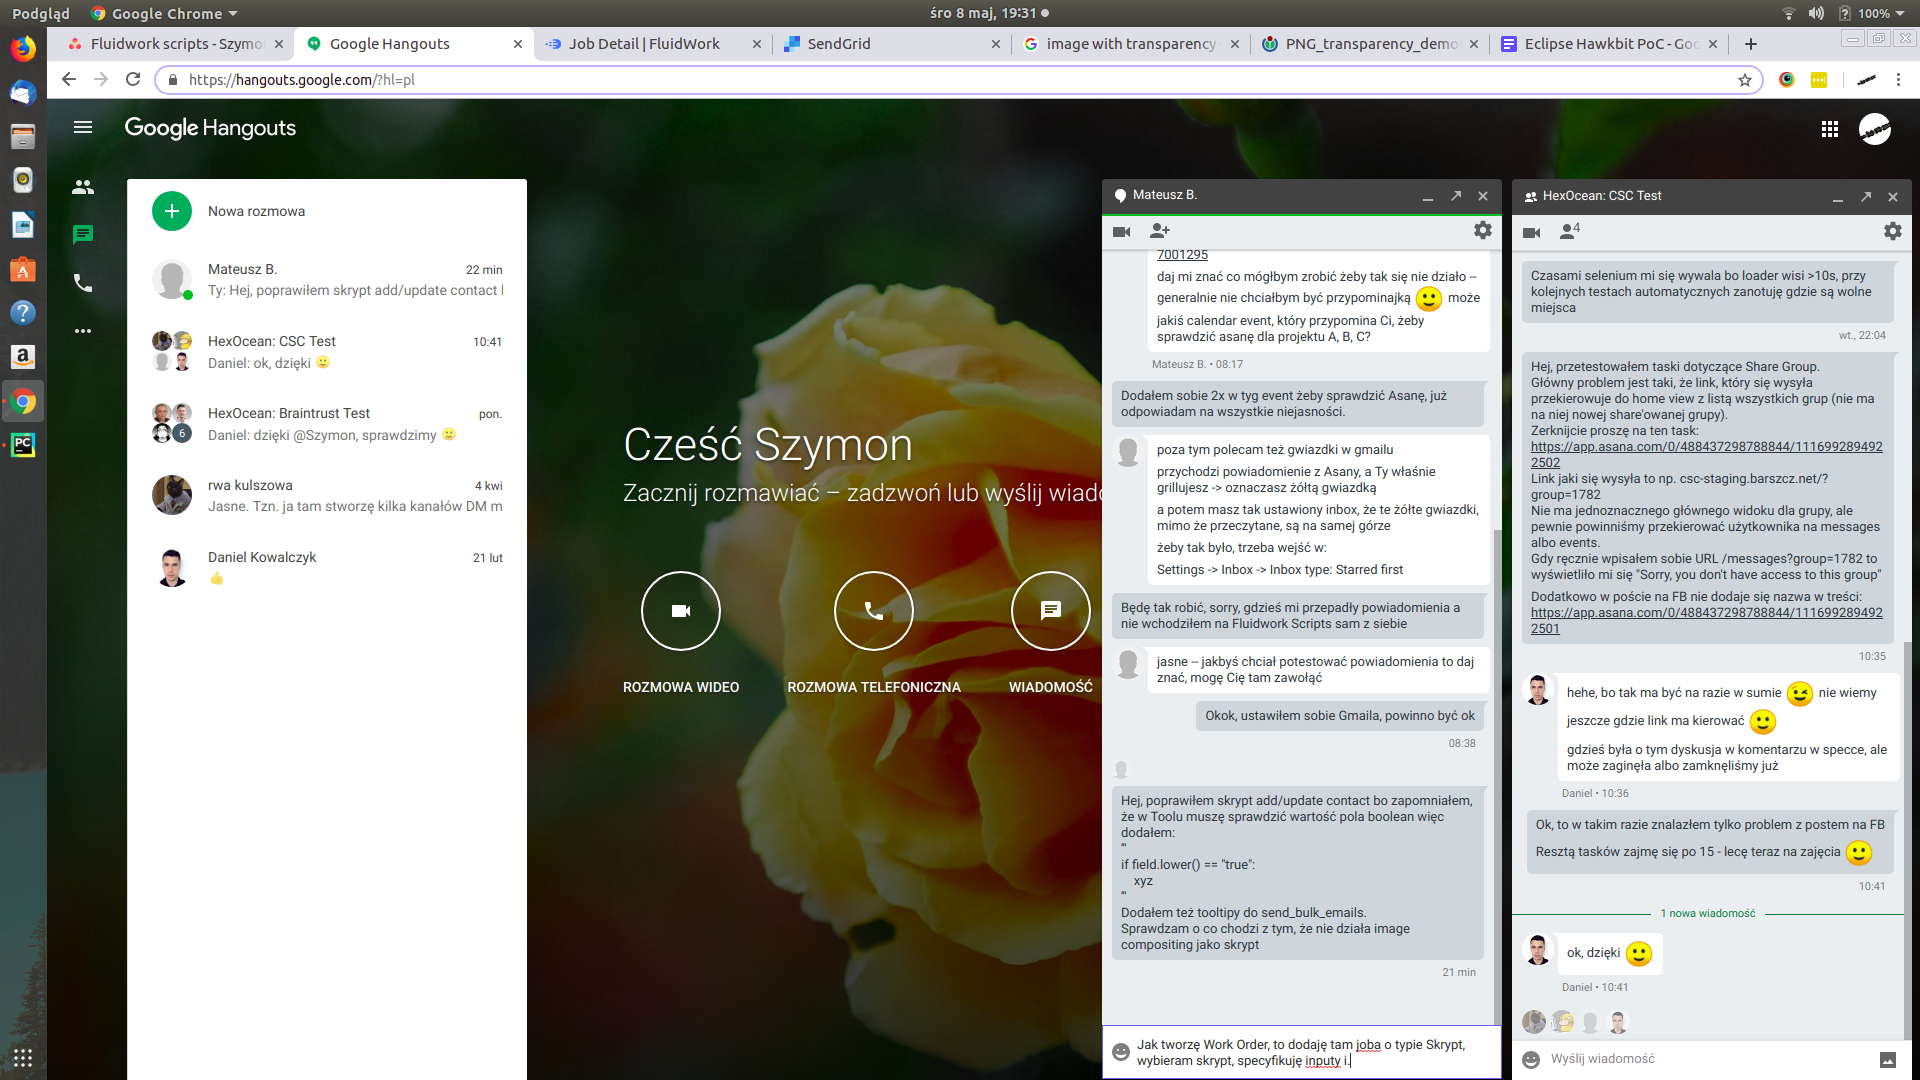 Podgląd
Google Chrome
śro 8 maj, 19:31
100%
Fluidwork scripts - Szymo
Google Hangouts
Job Detail | FluidWork
SendGrid
image with transparency
PNG_transparency_demo
Eclipse Hawkbit PoC - Goo
https://hangouts.google.com/?hl=pl
Google Hangouts
Nowa rozmowa
Mateusz B.
22 min
Ty: Hej, poprawiłem skrypt add/update contact
HexOcean: CSC Test
10:41
Daniel: ok, dzięki
HexOcean: Braintrust Test
pon.
Daniel: dzięki @Szymon, sprawdzimy
6
rwa kulszowa
4 kwi
Jasne. Tzn. ja tam stworzę kilka kanałów DM m
Daniel Kowalczyk
21 lut
Cześć Szymon
Zacznij rozmawiać – zadzwoń lub wyślij wiado
ROZMOWA WIDEO
ROZMOWA TELEFONICZNA
WIADOMOŚĆ
Mateusz B.
7001295
daj mi znać co mógłbym zrobić żeby tak się nie działo --
generalnie nie chciałbym być przypominajką może
jakiś calendar event, który przypomina Ci, żeby
sprawdzić asanę dla projektu A, B, C?
Mateusz B. • 08:17
Dodałem sobie 2x w tyg event żeby sprawdzić Asanę, już
odpowiadam na wszystkie niejasności.
poza tym polecam też gwiazdki w gmailu
przychodzi powiadomienie z Asany, a Ty właśnie
grillujesz -> oznaczasz żółtą gwiazdką
a potem masz tak ustawiony inbox, że te żółte gwiazdki,
mimo że przeczytane, są na samej górze
żeby tak było, trzeba wejść w:
Settings -> Inbox -> Inbox type: Starred first
Będę tak robić, sorry, gdzieś mi przepadły powiadomienia a
nie wchodziłem na Fluidwork Scripts sam z siebie
jasne -- jakbyś chciał potestować powiadomienia to daj
znać, mogę Cię tam zawołąć
Okok, ustawiłem sobie Gmaila, powinno być ok
08:38
Hej, poprawiłem skrypt add/update contact bo zapomniałem,
że w Toolu muszę sprawdzić wartość pola boolean więc
dodałem:
'''
if field.lower() == "true":
xyz
'''
Dodałem też tooltipy do send_bulk_emails.
Sprawdzam o co chodzi z tym, że nie działa image
compositing jako skrypt
21 min
Jak tworzę Work Order, to dodaję tam joba o typie Skrypt,
wybieram skrypt, specyfikuję inputy i.
HexOcean: CSC Test
4
Czasami selenium mi się wywala bo loader wisi >10s, przy
kolejnych testach automatycznych zanotuję gdzie są wolne
miejsca
wt., 22:04
Hej, przetestowałem taski dotyczące Share Group.
Główny problem jest taki, że link, który się wysyła
przekierowuje do home view z listą wszystkich grup (nie ma
na niej nowej share'owanej grupy).
Zerknijcie proszę na ten task:
https://app.asana.com/0/488437298788844/111699289492
2502
Link jaki się wysyła to np. csc-staging.barszcz.net/?
group=1782
Nie ma jednoznacznego głównego widoku dla grupy, ale
pewnie powinniśmy przekierować użytkownika na messages
albo events.
Gdy ręcznie wpisałem sobie URL /messages?group=1782 to
wyświetliło mi się "Sorry, you don't have access to this group"
Dodatkowo w poście na FB nie dodaje się nazwa w treści:
https://app.asana.com/0/488437298788844/111699289492
2501
10:35
hehe, bo tak ma być na razie w sumie nie wiemy
jeszcze gdzie link ma kierować
gdzieś była o tym dyskusja w komentarzu w specce, ale
może zaginęła albo zamknęliśmy już
Daniel • 10:36
Ok, to w takim razie znalazłem tylko problem z postem na FB
Resztą tasków zajmę się po 15 - lecę teraz na zajęcia
10:41
1 nowa wiadomość
ok, dzięki
Daniel • 10:41
Wyślij wiadomość